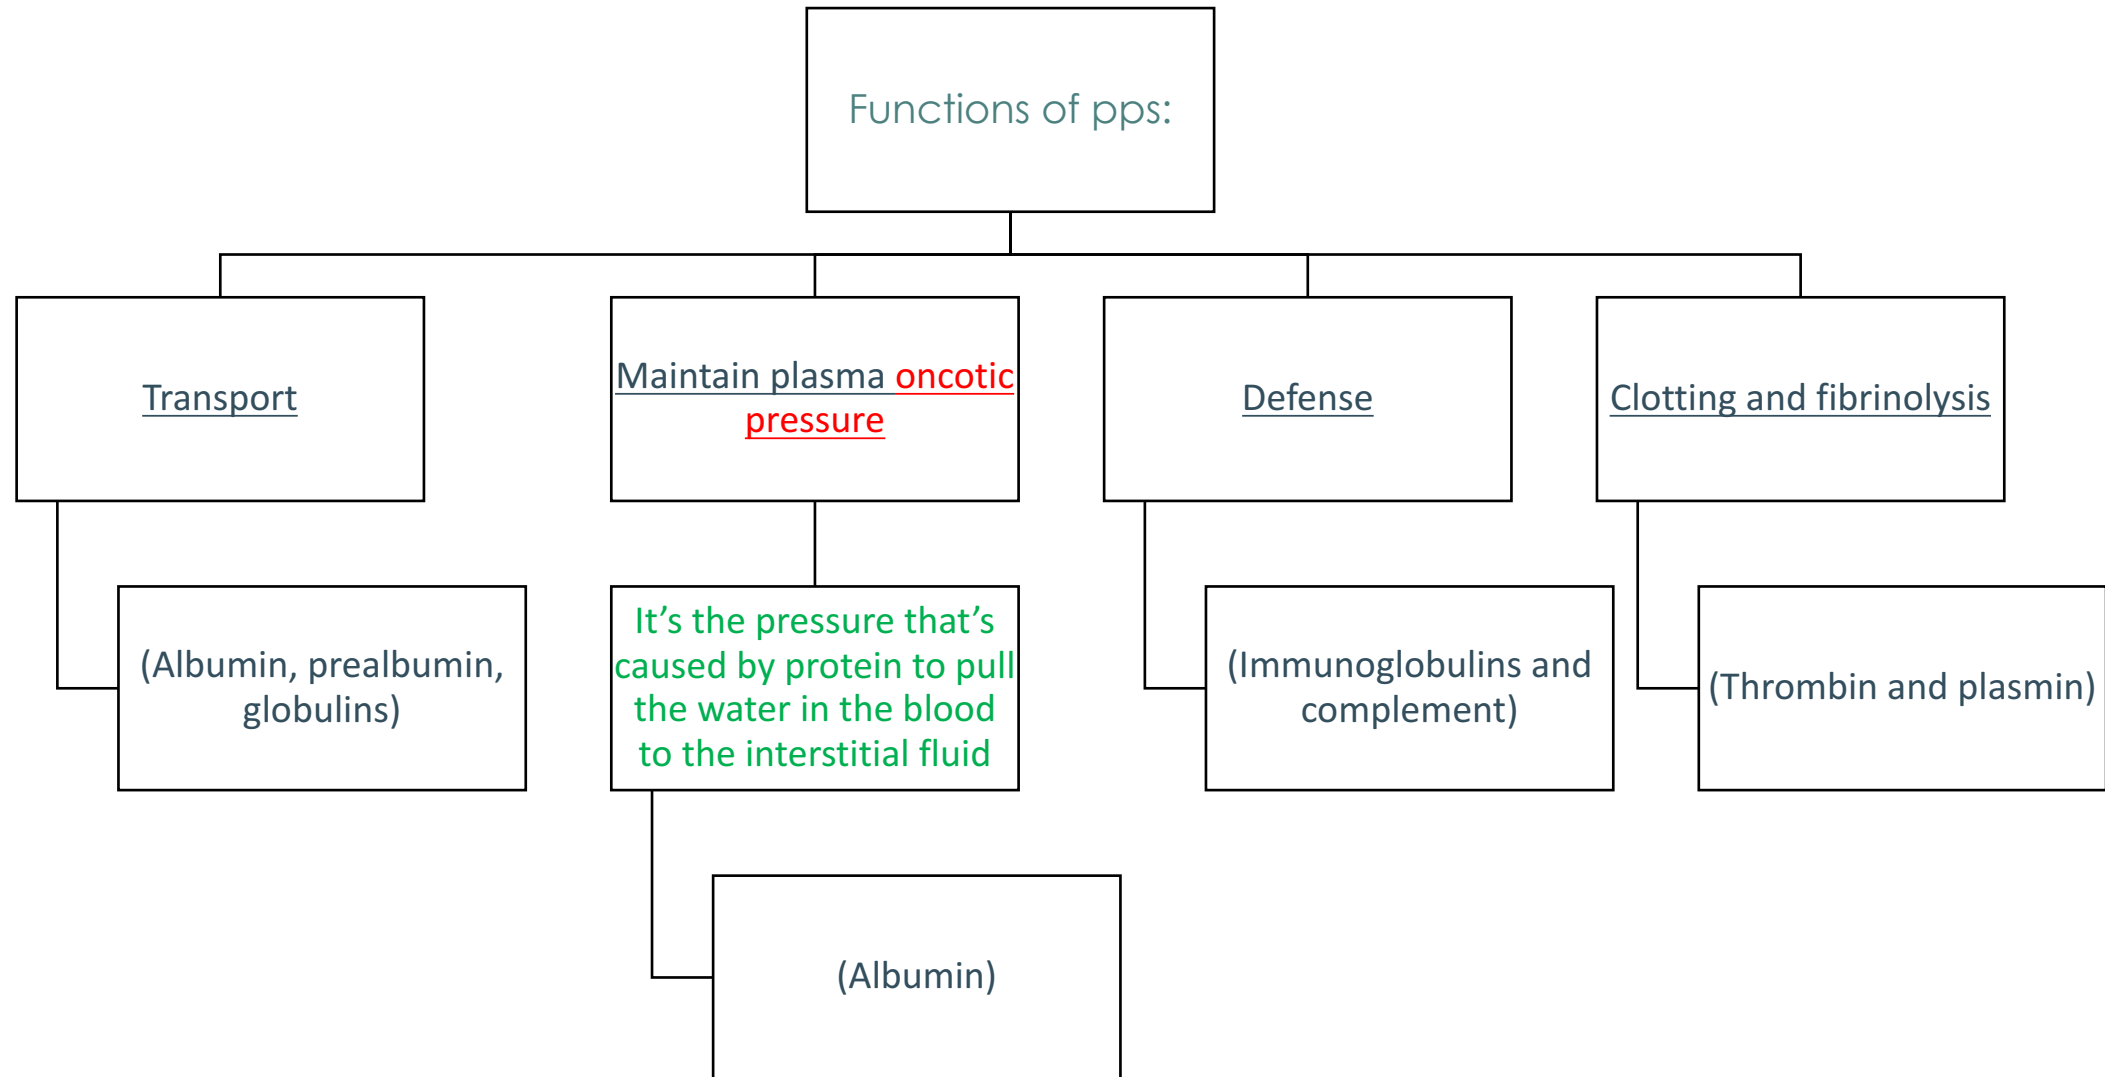 Functions of pps:
Transport
(Albumin, prealbumin,
globulins)
Maintain plasma oncotic
pressure
It’s the pressure that’s
caused by protein to pull
the water in the blood
to the interstitial fluid
(Albumin)
Defense
(Immunoglobulins and
complement)
Clotting and fibrinolysis
(Thrombin and plasmin)